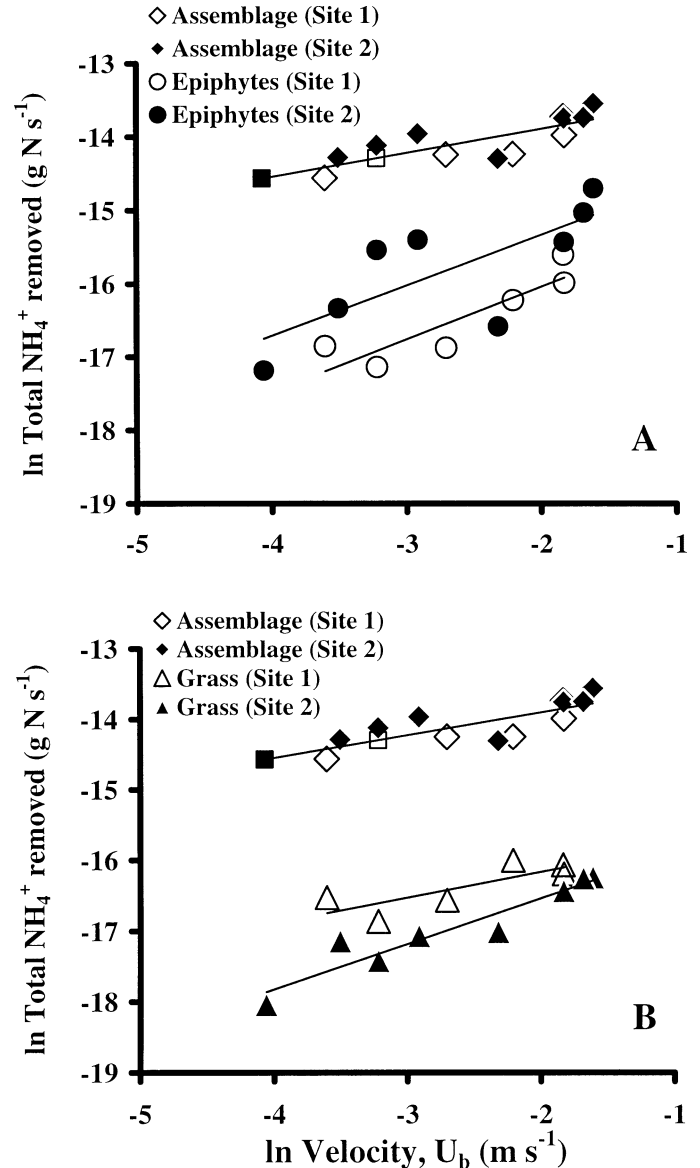 Assemblage (Site 1)
Assemblage (Site 2)
Epiphytes (Site 1)
Epiphytes (Site 2)
ln Total NH₄⁺ removed (g N s⁻¹)
-13
-14
-15
-16
-17
-18
-19
A
-5
-4
-3
-2
-1
Assemblage (Site 1)
Assemblage (Site 2)
Grass (Site 1)
Grass (Site 2)
ln Total NH₄⁺ removed (g N s⁻¹)
-13
-14
-15
-16
-17
-18
-19
B
-5
-4
-3
-2
-1
ln Velocity, U_b (m s⁻¹)